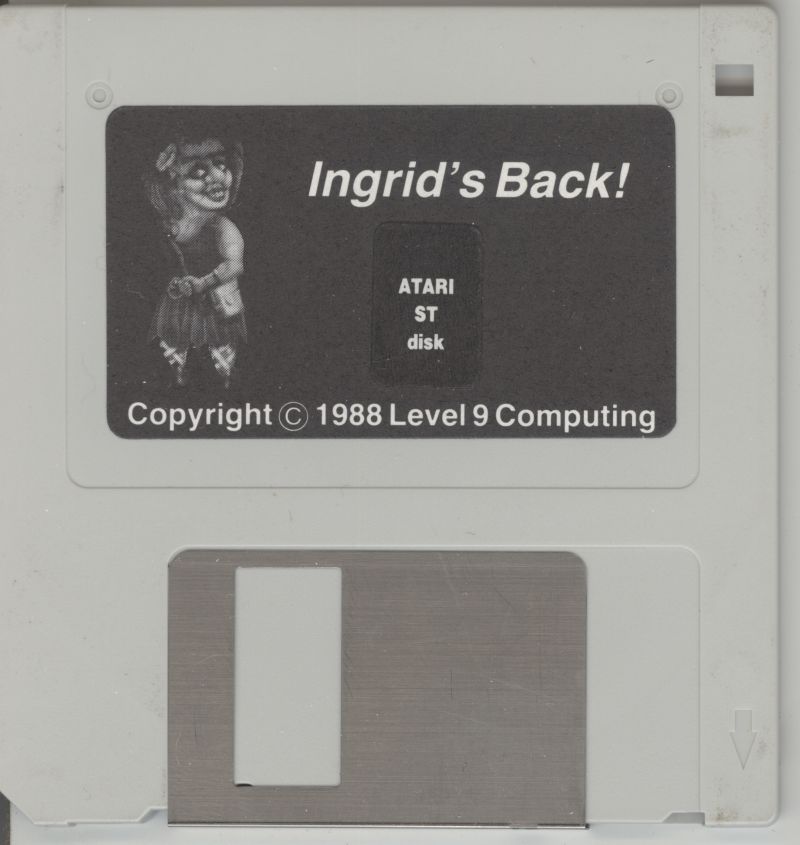 Ingrid's Back!
ATARI
ST
disk
Copyright © 1988 Level 9 Computing